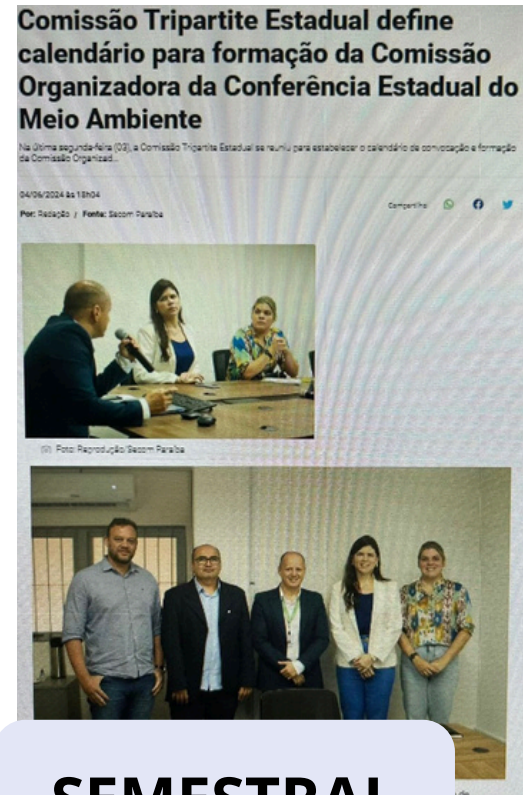 Comissão Tripartite Estadual define
calendário para formação da Comissão
Organizadora da Conferência Estadual do
Meio Ambiente
Na última segunda-feira (03), a Comissão Tripartite Estadual se reuniu para estabelecer o calendário de convocação e formação
da Comissão Organizad...
04/06/2024 às 18h04
Compartilhe
Por: Redação / Fonte: Secom Paraíba
Foto: Reprodução/Secom Paraíba
SEMESTRAL